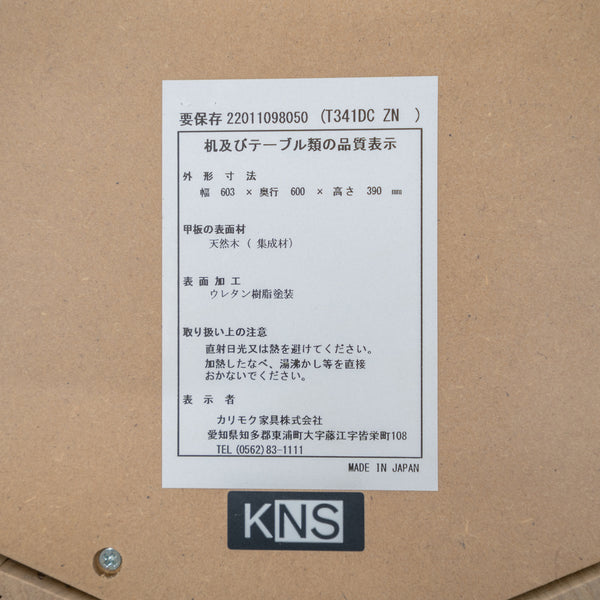 要保存 22011098050 (T341DC ZN )
机及びテーブル類の品質表示
外形寸法
幅 603 × 奥行 600 × 高さ 390 mm
甲板の表面材
天然木 ( 集成材)
表面加工
ウレタン樹脂塗装
取り扱い上の注意
直射日光又は熱を避けてください。
加熱したなべ、湯沸かし等を直接
おかないでください。
表示者
カリモク家具株式会社
愛知県知多郡東浦町大字藤江字皆栄町108
TEL (0562)83-1111
MADE IN JAPAN
KNS